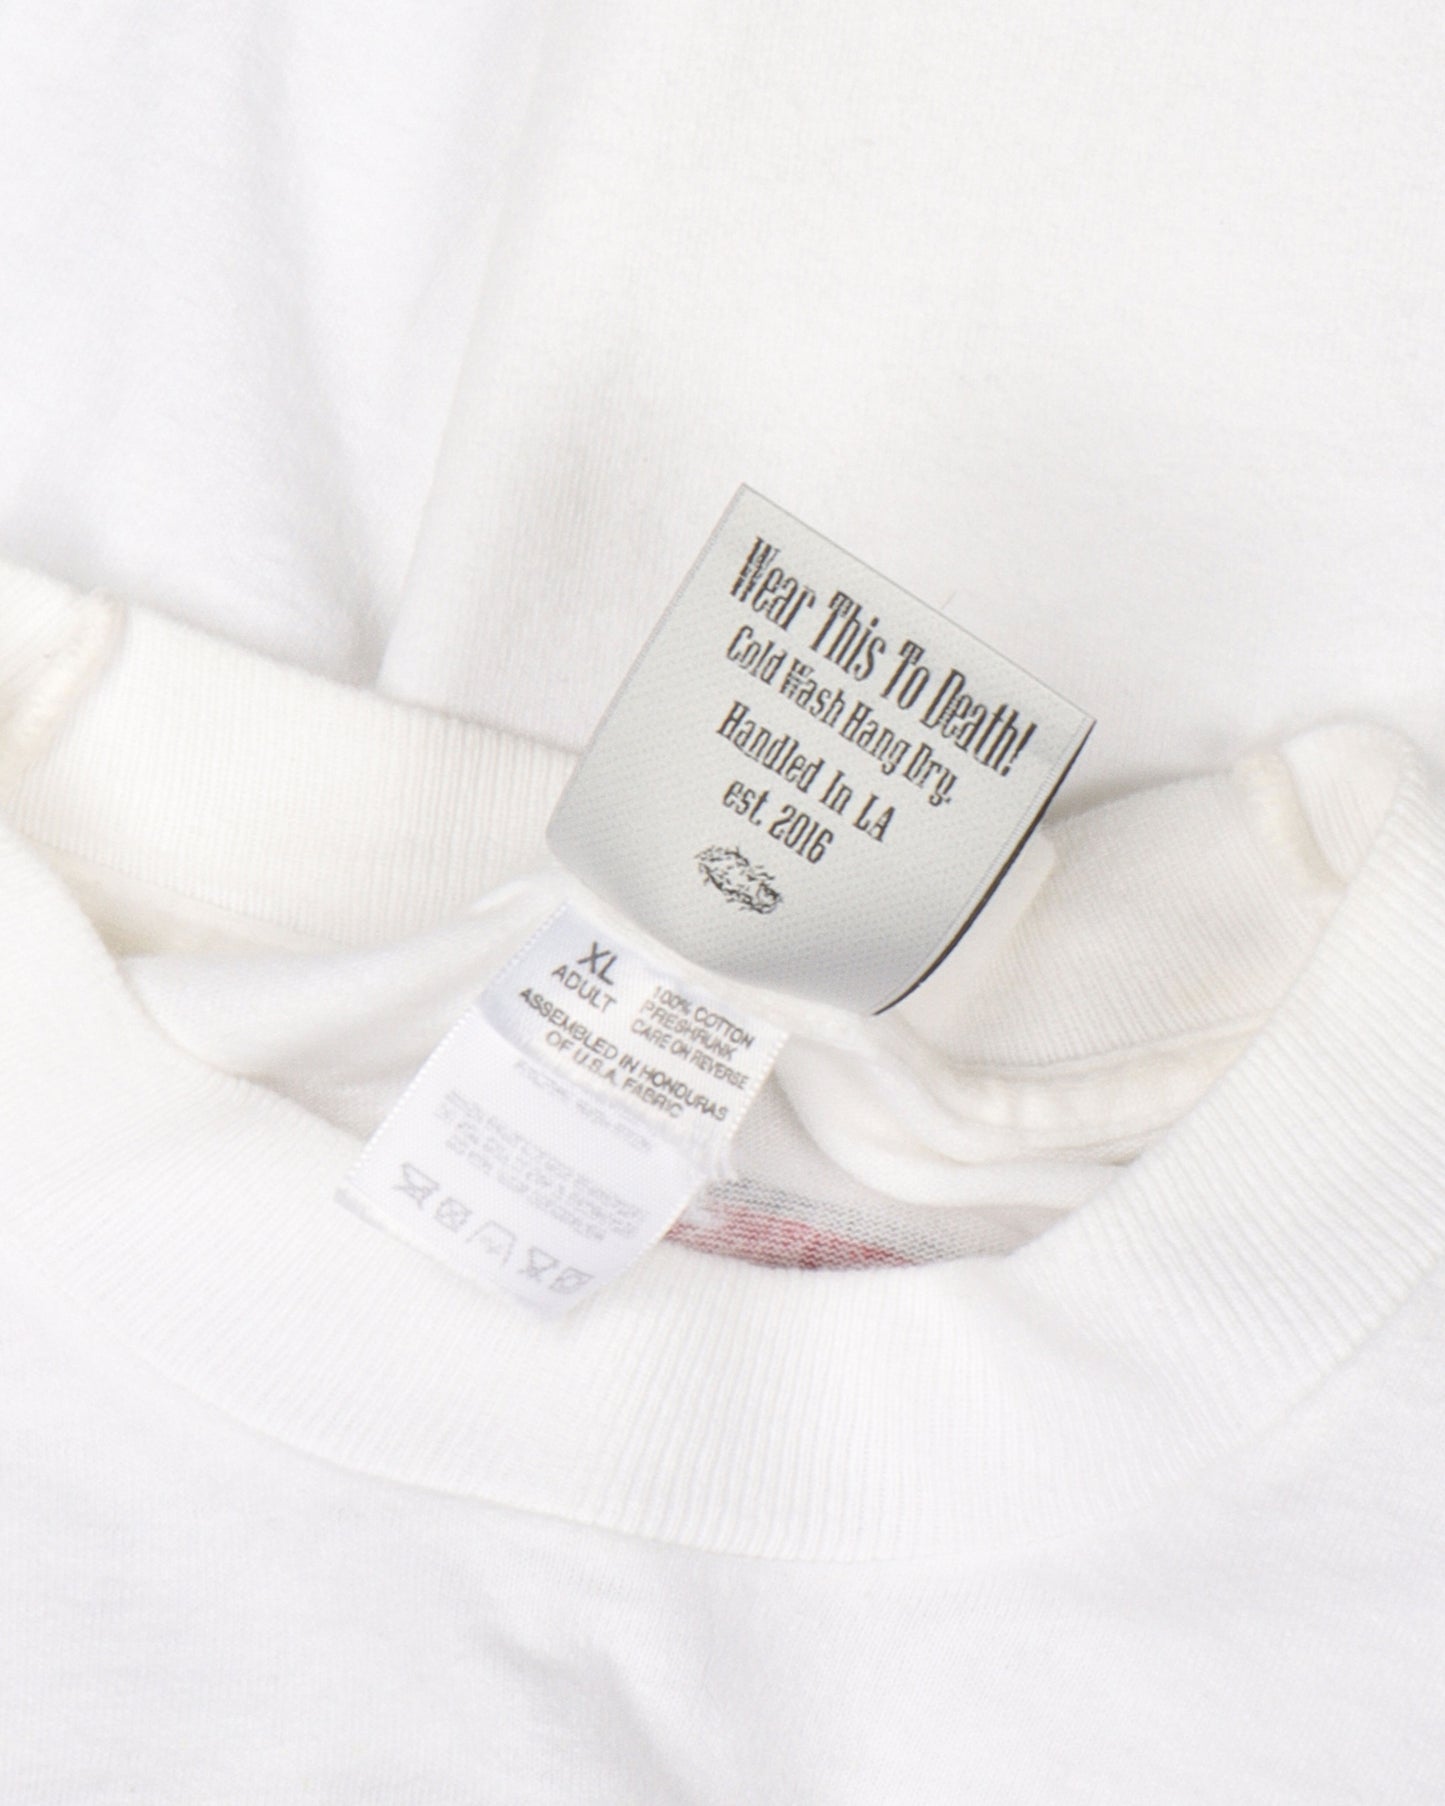 Wear This To Death!
Cold Wash Hang Dry.
Handled In LA
est. 2016
XL
ADULT
100% COTTON
PRESHRUNK
CARE ON REVERSE
ASSEMBLED IN HONDURAS
OF U.S.A. FABRIC